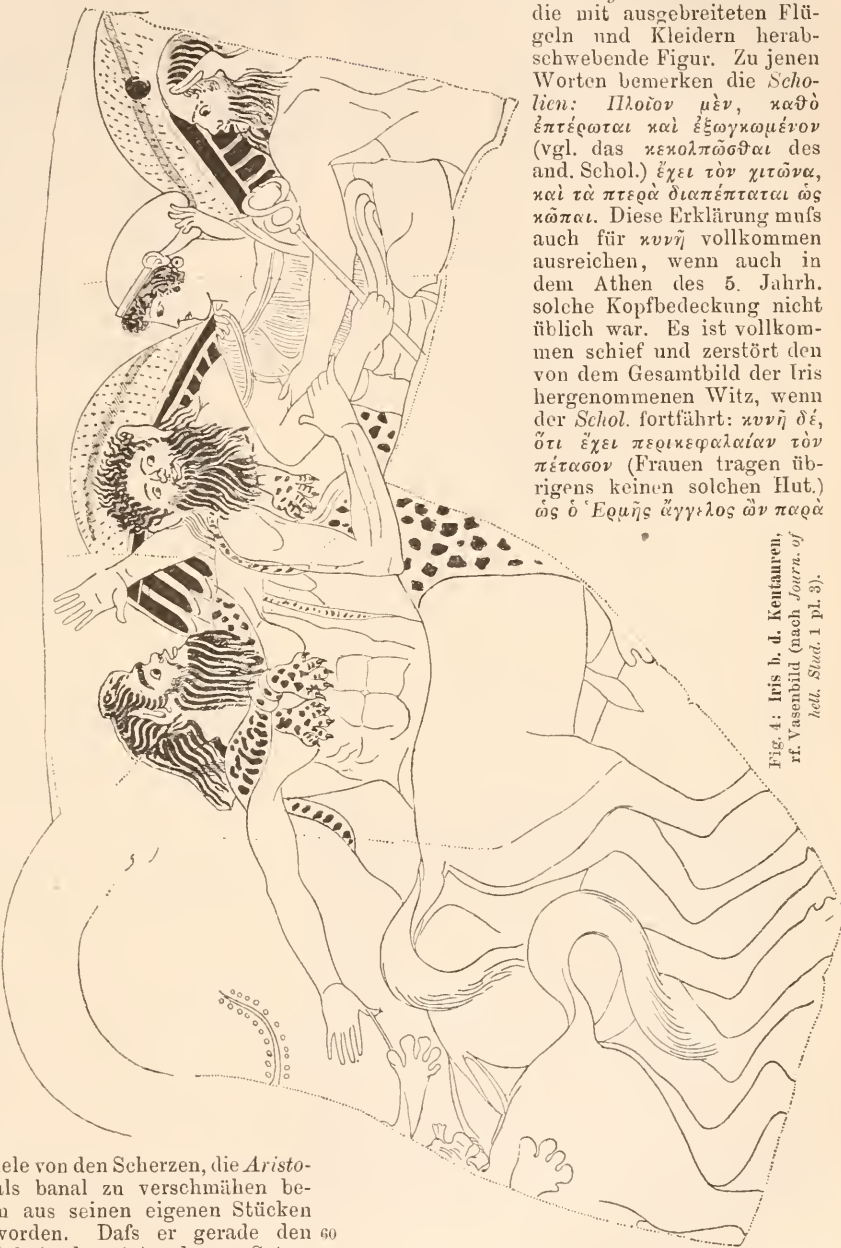 die mit ausgebreiteten Flü-
geln und Kleidern herab-
schwebende Figur. Zu jenen
Worten bemerken die Scho-
lien: Πλοῖον μὲν, καθὸ
ἐπτέρωται καὶ ἐξωγκωμένον
(vgl. das κεκολπῶσθαι des
and. Schol.) ἔχει τὸν χιτῶνα,
καὶ τὰ πτερὰ διαπέπταται ὡς
κῶπαι. Diese Erklärung muſs
auch für κυνῆ vollkommen
ausreichen, wenn auch in
dem Athen des 5. Jahrh.
solche Kopfbedeckung nicht
üblich war. Es ist vollkom-
men schief und zerstört den
von dem Gesamtbild der Iris
hergenommenen Witz, wenn
der Schol. fortfährt: κυνῆ δέ,
ὅτι ἔχει περικεφαλαίαν τὸν
πέτασον (Frauen tragen üb-
rigens keinen solchen Hut.)
ὡς ὁ Ἑρμῆς ἄγγελος ὢν παρὰ
Fig. 4: Iris b. d. Kentauren,
rf. Vasenbild (nach Journ. of
hell. Stud. 1 pl. 3).
ele von den Scherzen, die Aristo-
als banal zu verschmähen be-
aus seinen eigenen Stücken
worden. Daſs er gerade den 60